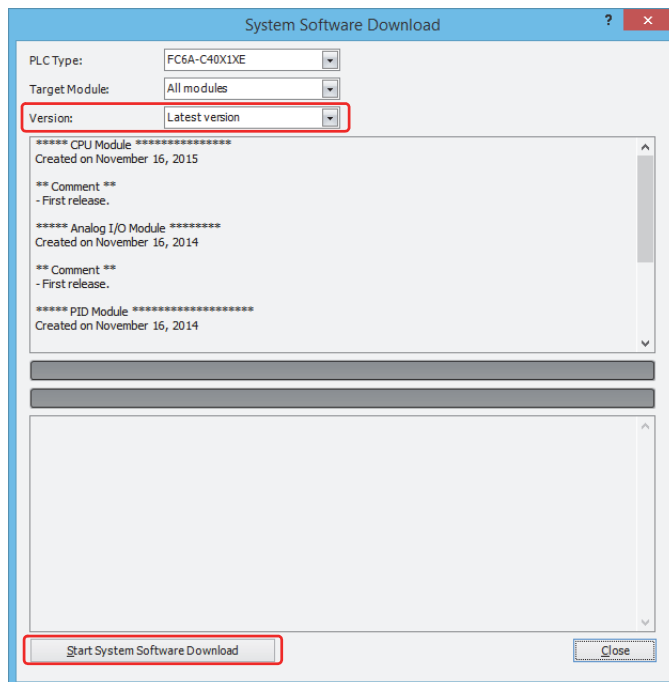 System Software Download
?
PLC Type: FC6A-C40X1XE
Target Module: All modules
Version: Latest version
***** CPU Module ***************
Created on November 16, 2015
** Comment **
- First release.
***** Analog I/O Module ********
Created on November 16, 2014
** Comment **
- First release.
***** PID Module *******************
Created on November 16, 2014
Start System Software Download
Close